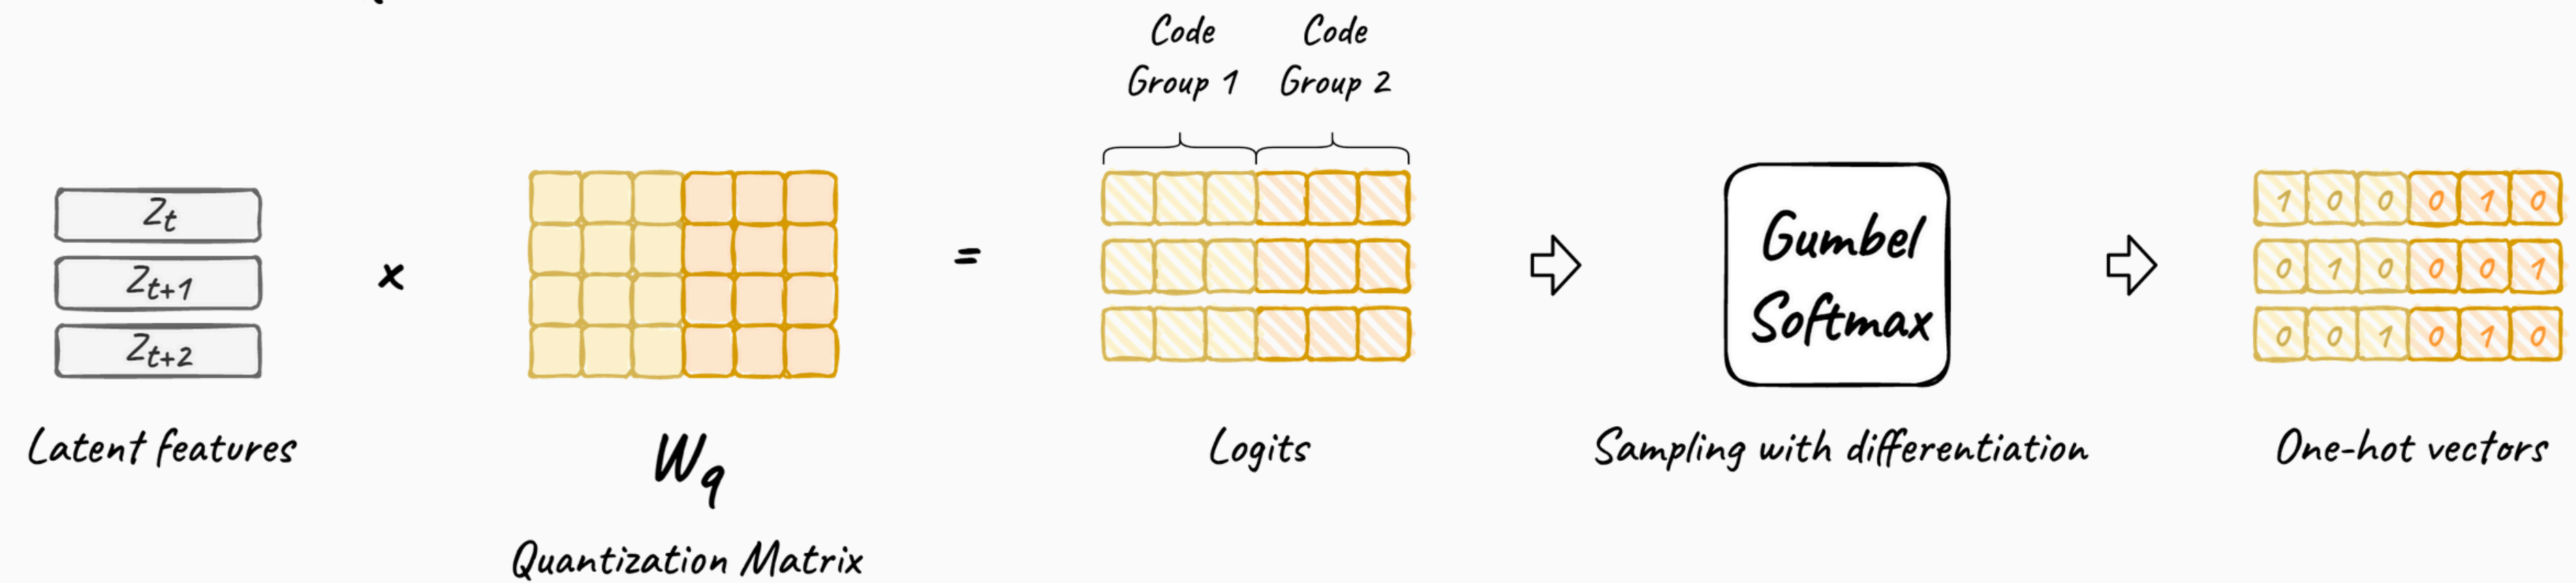 Code Code
Group 1 Group 2
Zt
Zt+1
Zt+2
x
=
Gumbel
Softmax
1 0 0 0 1 0
0 1 0 0 0 1
0 0 1 0 1 0
Latent features
Wq
Quantization Matrix
Logits
Sampling with differentiation
One-hot vectors